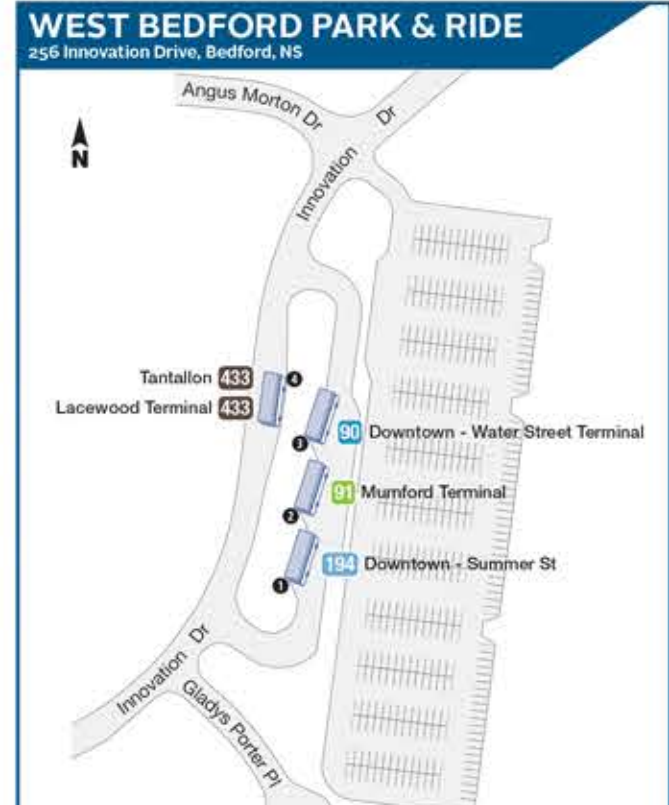 WEST BEDFORD PARK & RIDE
256 Innovation Drive, Bedford, NS
Angus Morton Dr
Innovation Dr
N
Tantallon 433
4
Lacewood Terminal 433
3
90 Downtown - Water Street Terminal
91 Mumford Terminal
2
194 Downtown - Summer St
1
Innovation Dr
Gladys Porter Pl